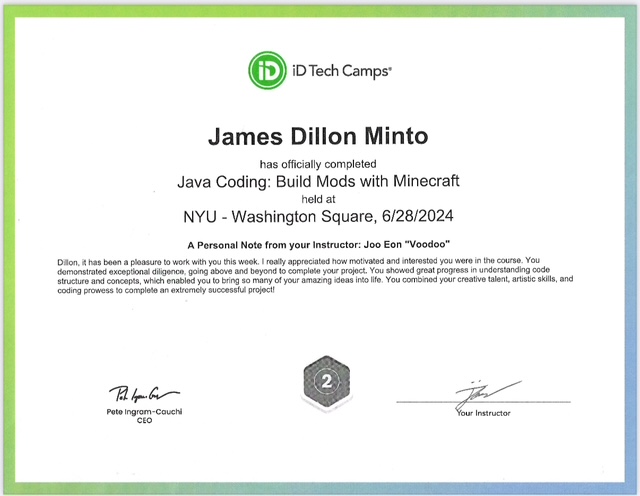 iD iD Tech Camps®
James Dillon Minto
has officially completed
Java Coding: Build Mods with Minecraft
held at
NYU - Washington Square, 6/28/2024
A Personal Note from your Instructor: Joo Eon "Voodoo"
Dillon, it has been a pleasure to work with you this week. I really appreciated how motivated and interested you were in the course. You
demonstrated exceptional diligence, going above and beyond to complete your project. You showed great progress in understanding code
structure and concepts, which enabled you to bring so many of your amazing ideas into life. You combined your creative talent, artistic skills, and
coding prowess to complete an extremely successful project!
2
Pete Ingram-Cauchi
CEO
Your Instructor